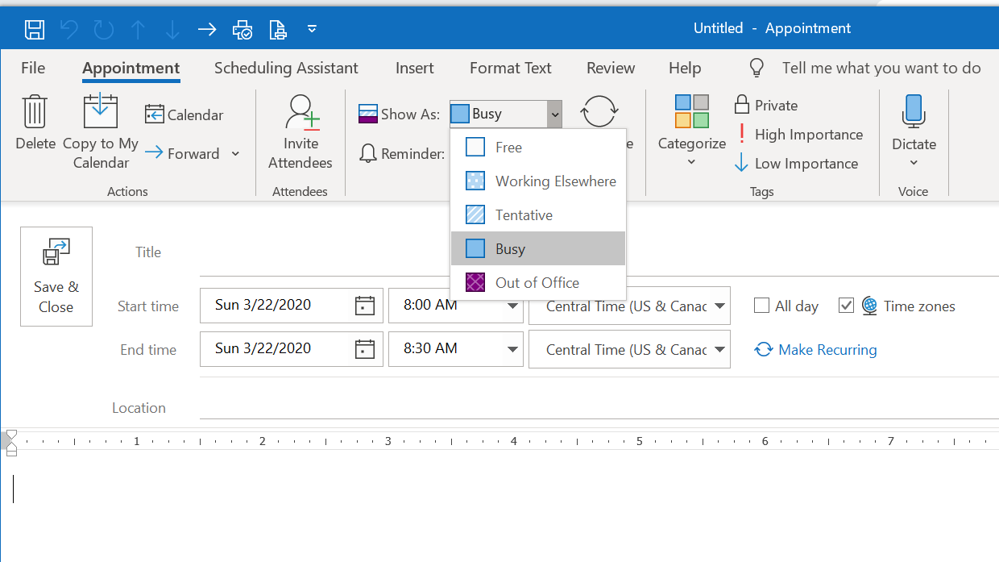 Untitled - Appointment
File Appointment Scheduling Assistant Insert Format Text Review Help Tell me what you want to do
Delete
Copy to My
Calendar
Calendar
Forward
Actions
Invite
Attendees
Attendees
Show As: Busy
Reminder:
Free
Working Elsewhere
Tentative
Busy
Out of Office
Categorize
Private
High Importance
Low Importance
Tags
Dictate
Voice
Save &
Close
Title
Start time Sun 3/22/2020 8:00 AM Central Time (US & Canac All day Time zones
End time Sun 3/22/2020 8:30 AM Central Time (US & Canac Make Recurring
Location
1 2 3 4 5 6 7